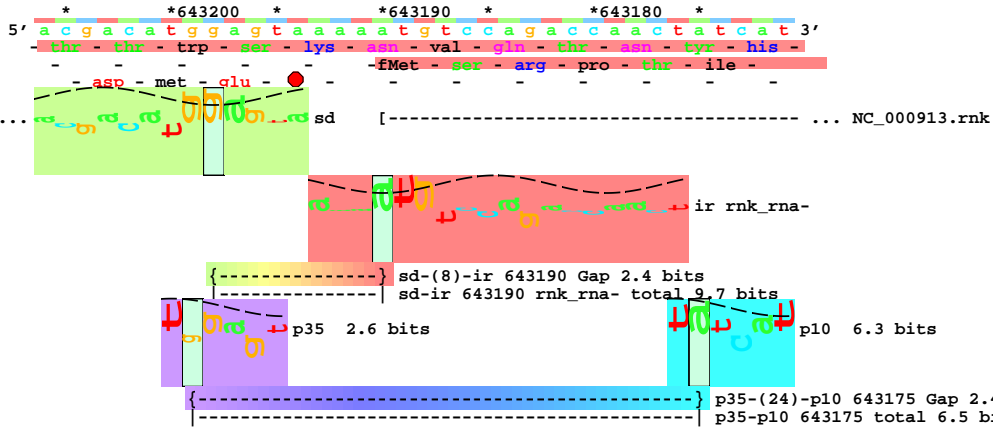 * *643200 * *643190 * *643180 *
5' a c g a c a t g g a g t a a a a a t g t c c a g a c c a a c t a t c a t 3'
- thr - thr - trp - ser - lys - asn - val - gln - thr - asn - tyr - his -
- - - - - -fMet - ser - arg - pro - thr - ile -
- - asp - met - glu - - - - - - -
... a c g a c a t g g a g t a sd [--------------------------------------- ... NC_000913.rnk
a a a a t g t c c a g a c c a a c t ir rnk_rna-
{---------------} sd-(8)-ir 643190 Gap 2.4 bits
|---------------| sd-ir 643190 rnk_rna- total 9.7 bits
t g g a g t p35 2.6 bits t a t c a t p10 6.3 bits
{-----------------------------------------------} p35-(24)-p10 643175 Gap 2.4
|-----------------------------------------------| p35-p10 643175 total 6.5 bi